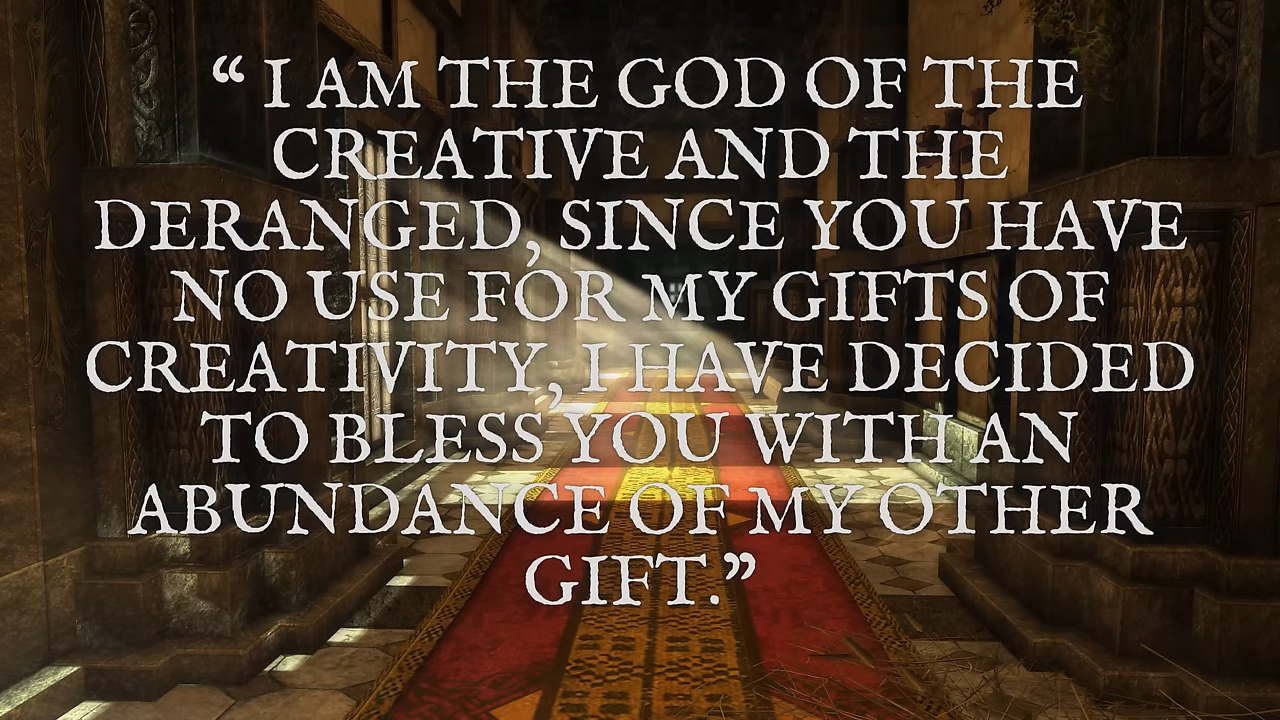 “ I AM THE GOD OF THE
CREATIVE AND THE
DERANGED, SINCE YOU HAVE
NO USE FOR MY GIFTS OF
CREATIVITY, I HAVE DECIDED
TO BLESS YOU WITH AN
ABUNDANCE OF MY OTHER
GIFT.”